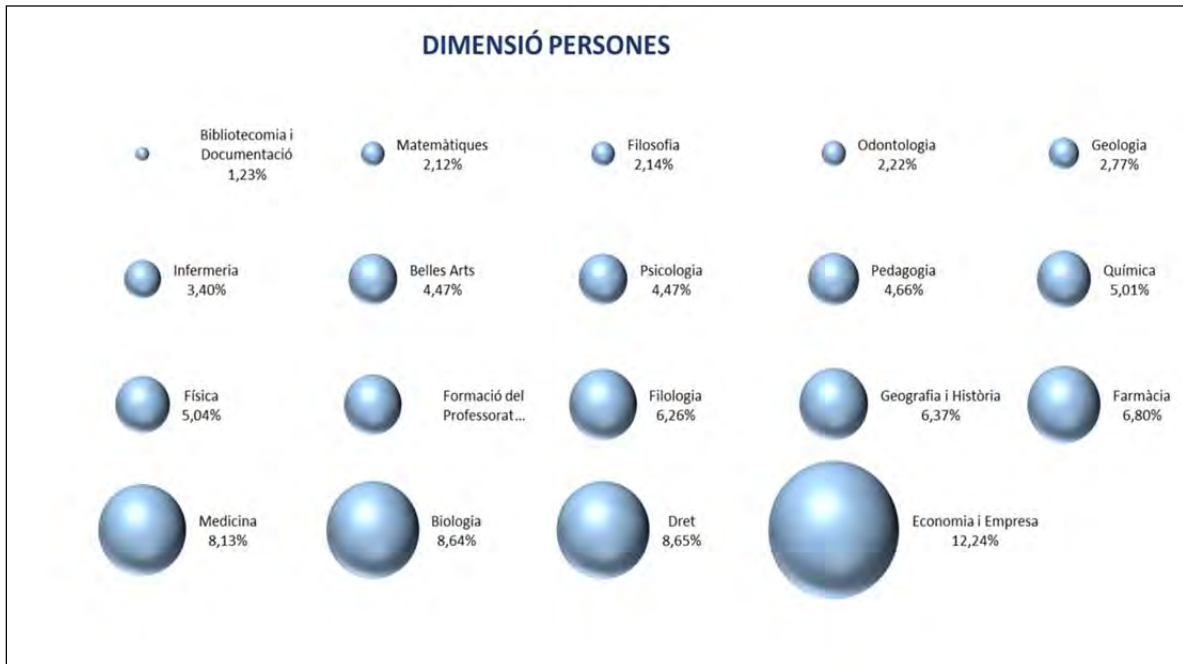 DIMENSIÓ PERSONES
Bibliotecomia i
Documentació
1,23%
Matemàtiques
2,12%
Filosofia
2,14%
Odontologia
2,22%
Geologia
2,77%
Infermeria
3,40%
Belles Arts
4,47%
Psicologia
4,47%
Pedagogia
4,66%
Química
5,01%
Física
5,04%
Formació del
Professorat...
Filologia
6,26%
Geografia i Història
6,37%
Farmàcia
6,80%
Medicina
8,13%
Biologia
8,64%
Dret
8,65%
Economia i Empresa
12,24%